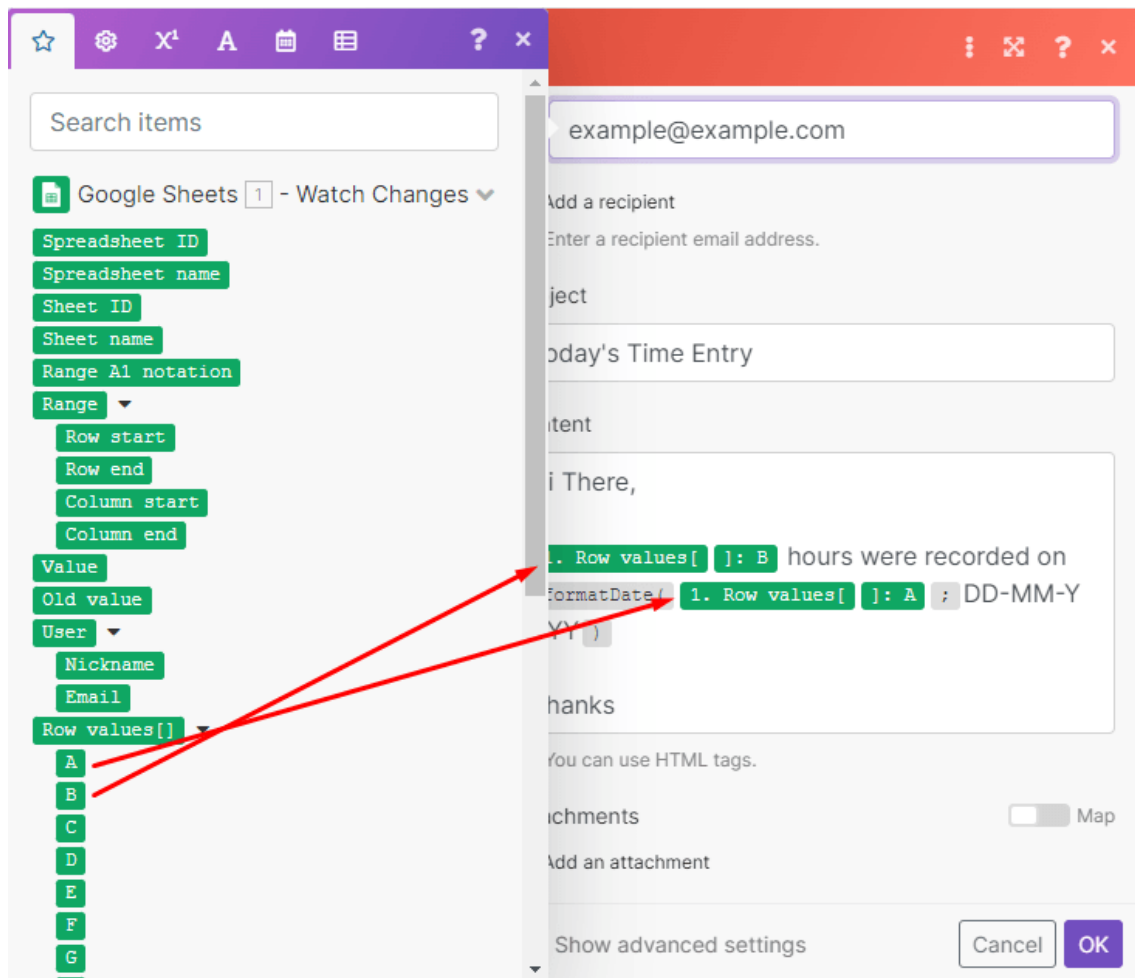 Search items
Google Sheets 1 - Watch Changes
Spreadsheet ID
Spreadsheet name
Sheet ID
Sheet name
Range A1 notation
Range
Row start
Row end
Column start
Column end
Value
Old value
User
Nickname
Email
Row values[]
A
B
C
D
E
F
G
example@example.com
Add a recipient
Enter a recipient email address.
ject
oday's Time Entry
tent
i There,
1. Row values[ ]: B hours were recorded on
formatDate( 1. Row values[ ]: A ; DD-MM-Y
YY )
hanks
You can use HTML tags.
achments
Map
Add an attachment
Show advanced settings
Cancel
OK